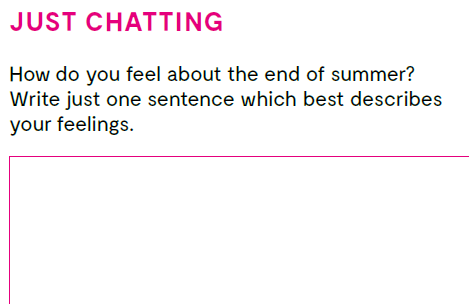 JUST CHATTING
How do you feel about the end of summer?
Write just one sentence which best describes
your feelings.